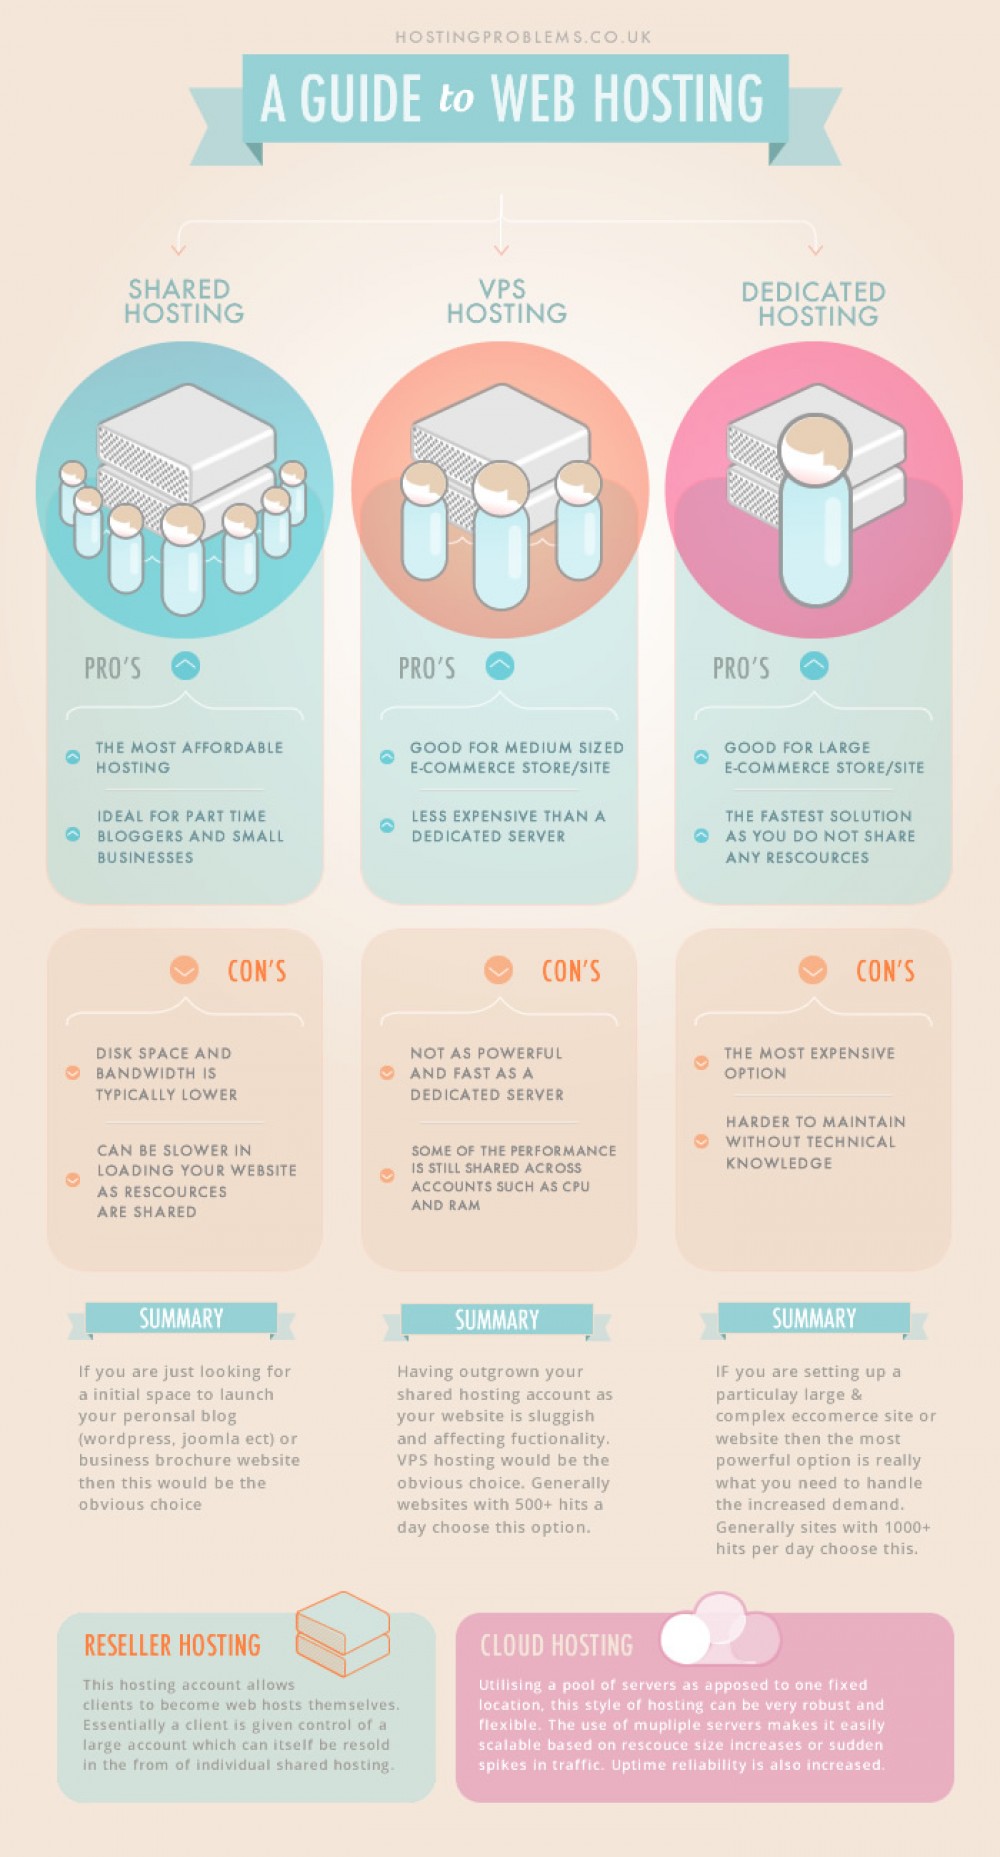 HOSTINGPROBLEMS.CO.UK
A GUIDE to WEB HOSTING
SHARED
HOSTING
VPS
HOSTING
DEDICATED
HOSTING
PRO'S
THE MOST AFFORDABLE
HOSTING
IDEAL FOR PART TIME
BLOGGERS AND SMALL
BUSINESSES
PRO'S
GOOD FOR MEDIUM SIZED
E-COMMERCE STORE/SITE
LESS EXPENSIVE THAN A
DEDICATED SERVER
PRO'S
GOOD FOR LARGE
E-COMMERCE STORE/SITE
THE FASTEST SOLUTION
AS YOU DO NOT SHARE
ANY RESCOURCES
CON'S
DISK SPACE AND
BANDWIDTH IS
TYPICALLY LOWER
CAN BE SLOWER IN
LOADING YOUR WEBSITE
AS RESCOURCES
ARE SHARED
CON'S
NOT AS POWERFUL
AND FAST AS A
DEDICATED SERVER
SOME OF THE PERFORMANCE
IS STILL SHARED ACROSS
ACCOUNTS SUCH AS CPU
AND RAM
CON'S
THE MOST EXPENSIVE
OPTION
HARDER TO MAINTAIN
WITHOUT TECHNICAL
KNOWLEDGE
SUMMARY
If you are just looking for
a initial space to launch
your peronsal blog
(wordpress, joomla ect) or
business brochure website
then this would be the
obvious choice
SUMMARY
Having outgrown your
shared hosting account as
your website is sluggish
and affecting fuctionality.
VPS hosting would be the
obvious choice. Generally
websites with 500+ hits a
day choose this option.
SUMMARY
IF you are setting up a
particulay large &
complex eccomerce site or
website then the most
powerful option is really
what you need to handle
the increased demand.
Generally sites with 1000+
hits per day choose this.
RESELLER HOSTING
This hosting account allows
clients to become web hosts themselves.
Essentially a client is given control of a
large account which can itself be resold
in the from of individual shared hosting.
CLOUD HOSTING
Utilising a pool of servers as apposed to one fixed
location, this style of hosting can be very robust and
flexible. The use of mupliple servers makes it easily
scalable based on rescouce size increases or sudden
spikes in traffic. Uptime reliability is also increased.